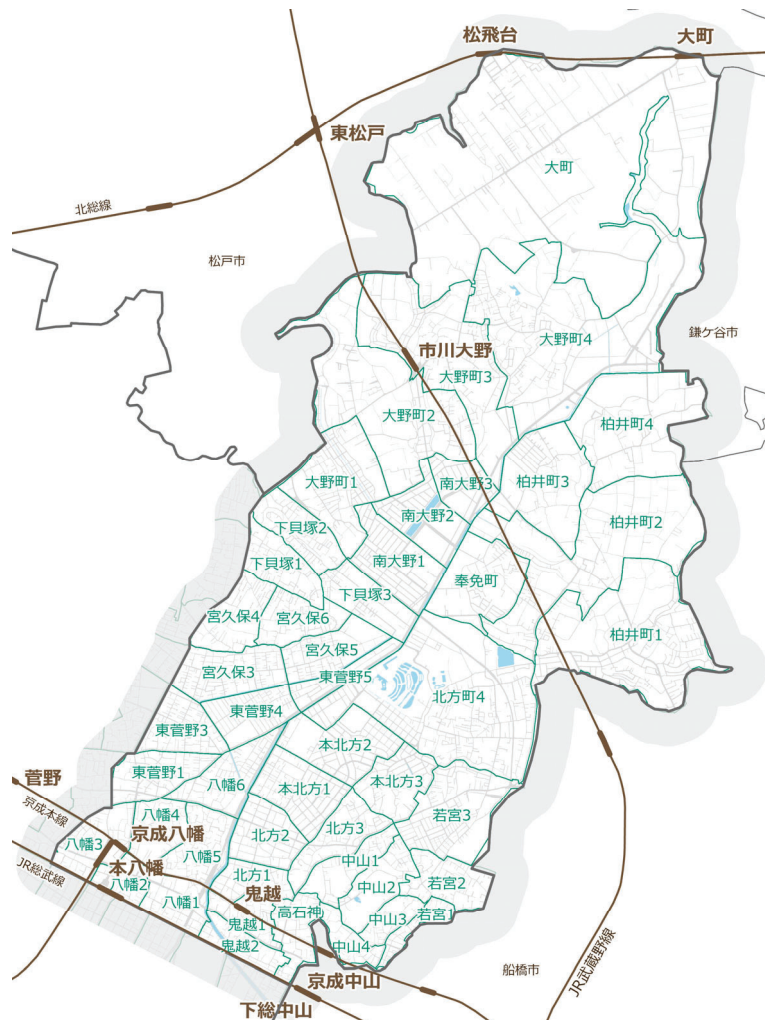 松飛台
大町
東松戸
大町
北総線
松戸市
鎌ケ谷市
市川大野
大野町4
大野町3
大野町2
柏井町4
大野町1
南大野3
柏井町3
南大野2
柏井町2
下貝塚2
南大野1
下貝塚1
奉免町
下貝塚3
宮久保4
宮久保6
柏井町1
宮久保5
宮久保3
東菅野5
北方町4
東菅野4
東菅野3
本北方2
菅野
東菅野1
八幡6
本北方1
本北方3
京成本線
八幡4
京成八幡
北方2
北方3
若宮3
八幡3
八幡5
JR総武線
本八幡
八幡2
北方1
中山1
中山2
若宮2
八幡1
鬼越
高石神
中山3
若宮1
鬼越1
鬼越2
中山4
京成中山
船橋市
JR武蔵野線
下総中山